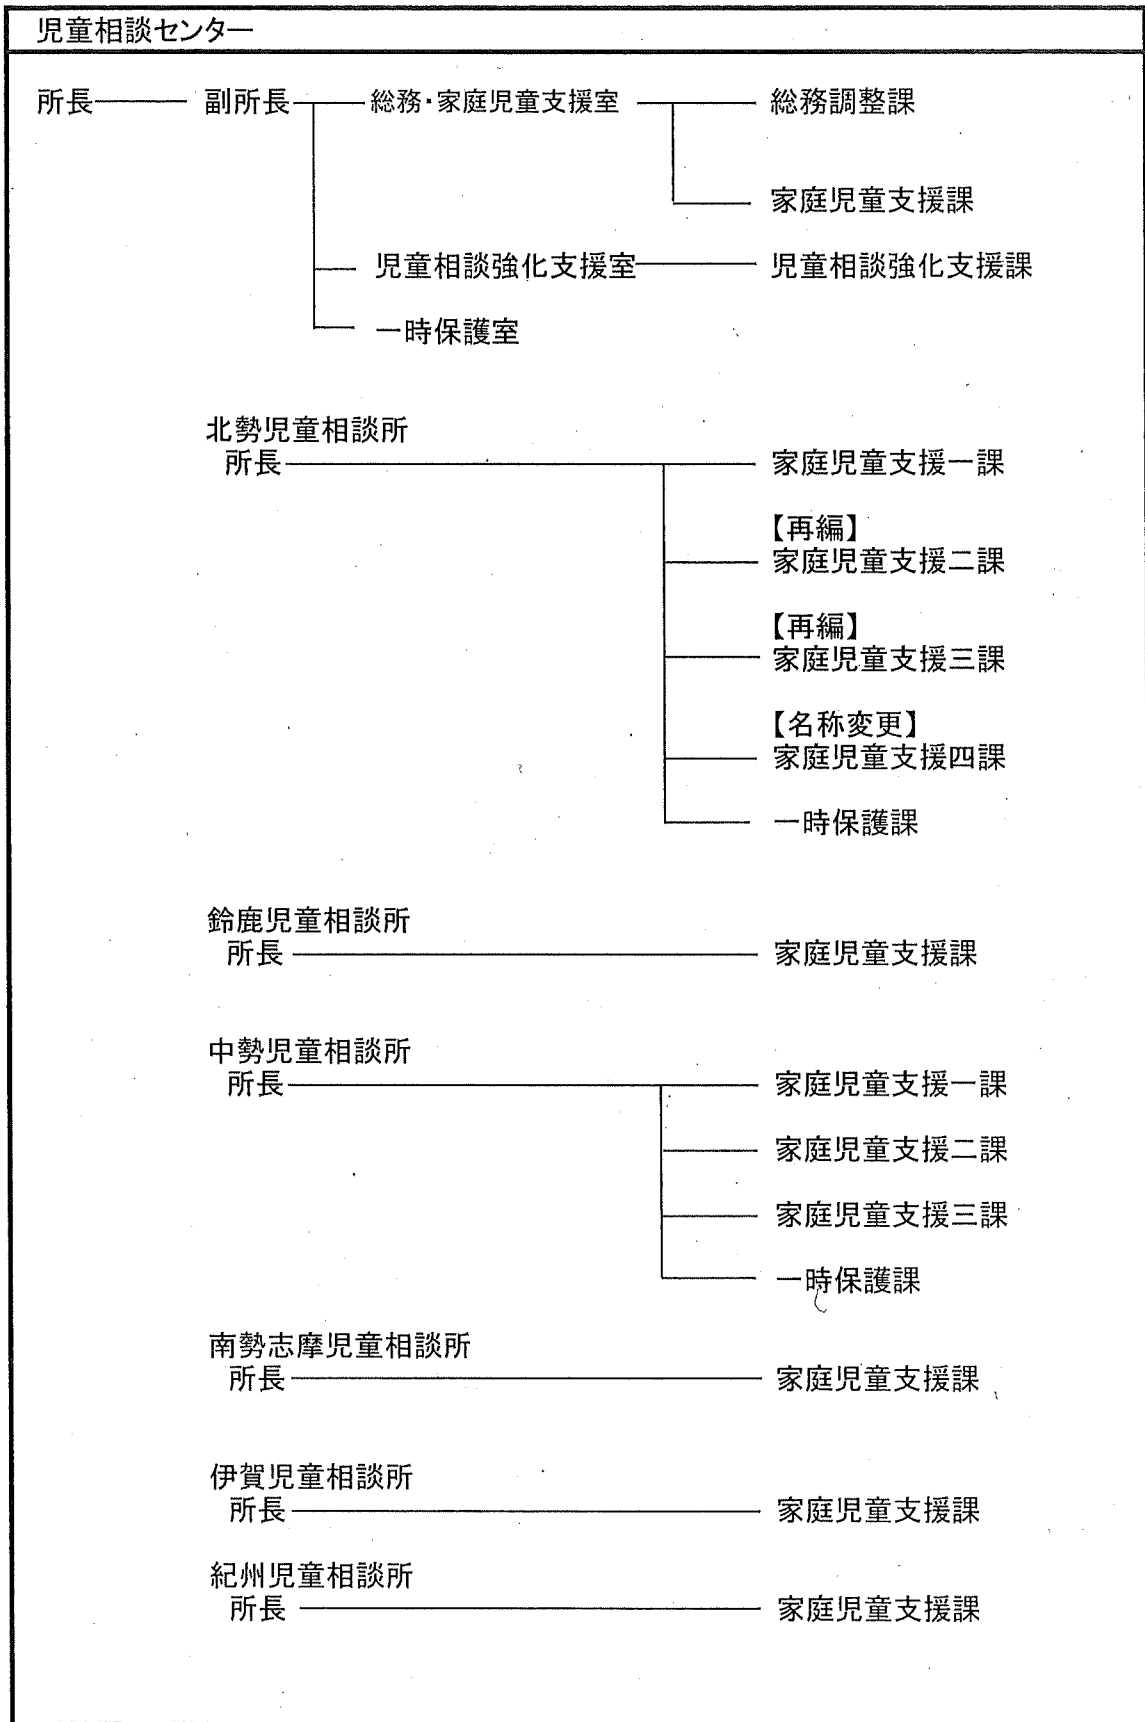 児童相談センター
所長 副所長 総務・家庭児童支援室 総務調整課
家庭児童支援課
児童相談強化支援室 児童相談強化支援課
一時保護室
北勢児童相談所
所長 家庭児童支援一課
【再編】
家庭児童支援二課
【再編】
家庭児童支援三課
【名称変更】
家庭児童支援四課
一時保護課
鈴鹿児童相談所
所長 家庭児童支援課
中勢児童相談所
所長 家庭児童支援一課
家庭児童支援二課
家庭児童支援三課
一時保護課
南勢志摩児童相談所
所長 家庭児童支援課
伊賀児童相談所
所長 家庭児童支援課
紀州児童相談所
所長 家庭児童支援課